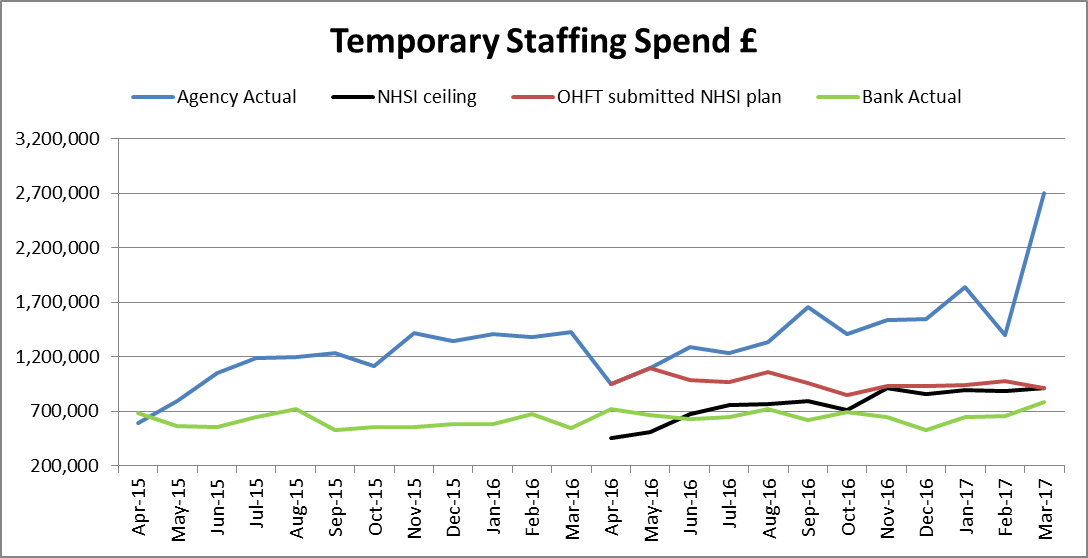 Temporary Staffing Spend £
Agency Actual NHSI ceiling OHFT submitted NHSI plan Bank Actual
3,200,000
2,700,000
2,200,000
1,700,000
1,200,000
700,000
200,000
Apr-15
May-15
Jun-15
Jul-15
Aug-15
Sep-15
Oct-15
Nov-15
Dec-15
Jan-16
Feb-16
Mar-16
Apr-16
May-16
Jun-16
Jul-16
Aug-16
Sep-16
Oct-16
Nov-16
Dec-16
Jan-17
Feb-17
Mar-17